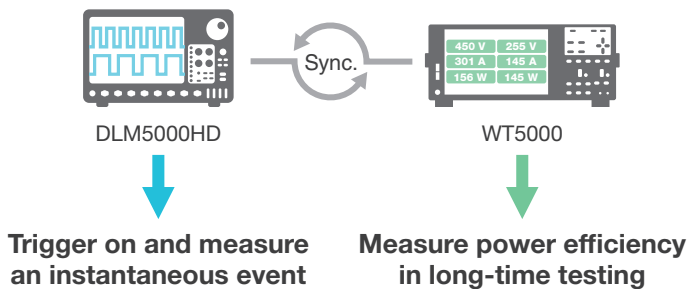 Sync.
450 V 255 V
301 A 145 A
156 W 145 W
DLM5000HD
WT5000
Trigger on and measure
an instantaneous event
Measure power efficiency
in long-time testing